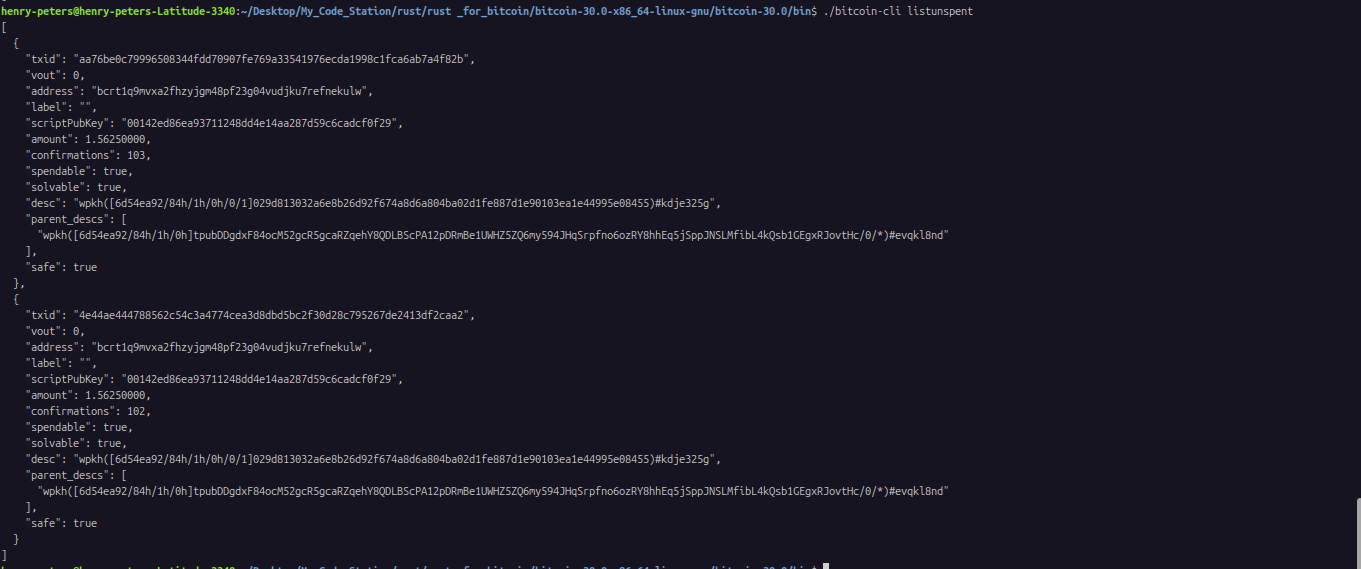 henry-peters@henry-peters-Latitude-3340:~/Desktop/My_Code_Station/rust/rust _for_bitcoin/bitcoin-30.0-x86_64-linux-gnu/bitcoin-30.0/bin$ ./bitcoin-cli listunspent
[
  {
    "txid": "aa76be0c79996508344fdd70907fe769a33541976ecda1998c1fca6ab7a4f82b",
    "vout": 0,
    "address": "bcrt1q9mvxa2fhzyjgm48pf23g04vudjku7refnekulw",
    "label": "",
    "scriptPubKey": "00142ed86ea93711248dd4e14aa287d59c6cadcf0f29",
    "amount": 1.56250000,
    "confirmations": 103,
    "spendable": true,
    "solvable": true,
    "desc": "wpkh([6d54ea92/84h/1h/0h/0/1]029d813032a6e8b26d92f674a8d6a804ba02d1fe887d1e90103ea1e44995e08455)#kdje325g",
    "parent_descs": [
      "wpkh([6d54ea92/84h/1h/0h]tpubDDgdxF84ocM52gcR5gcaRZqehY8QDLBScPA12pDRmBe1UWHZ5ZQ6my594JHqSrpfno6ozRY8hhEq5jSppJNSLMfibL4kQsb1GEgxRJovtHc/0/*)#evqkl8nd"
    ],
    "safe": true
  },
  {
    "txid": "4e44ae444788562c54c3a4774cea3d8dbd5bc2f30d28c795267de2413df2caa2",
    "vout": 0,
    "address": "bcrt1q9mvxa2fhzyjgm48pf23g04vudjku7refnekulw",
    "label": "",
    "scriptPubKey": "00142ed86ea93711248dd4e14aa287d59c6cadcf0f29",
    "amount": 1.56250000,
    "confirmations": 102,
    "spendable": true,
    "solvable": true,
    "desc": "wpkh([6d54ea92/84h/1h/0h/0/1]029d813032a6e8b26d92f674a8d6a804ba02d1fe887d1e90103ea1e44995e08455)#kdje325g",
    "parent_descs": [
      "wpkh([6d54ea92/84h/1h/0h]tpubDDgdxF84ocM52gcR5gcaRZqehY8QDLBScPA12pDRmBe1UWHZ5ZQ6my594JHqSrpfno6ozRY8hhEq5jSppJNSLMfibL4kQsb1GEgxRJovtHc/0/*)#evqkl8nd"
    ],
    "safe": true
  }
]